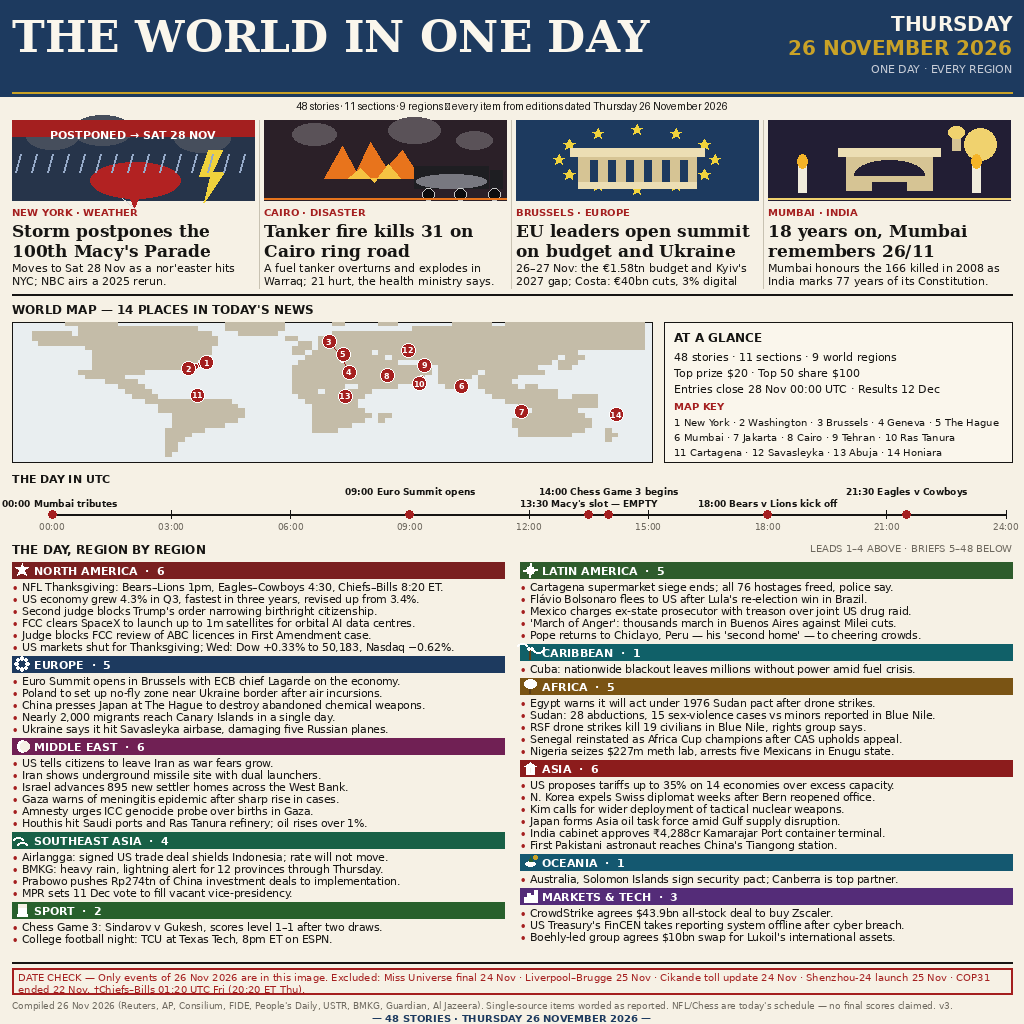 THE WORLD IN ONE DAY
THURSDAY
26 NOVEMBER 2026
ONE DAY · EVERY REGION
48 stories · 11 sections · 9 regions▯every item from editions dated Thursday 26 November 2026
POSTPONED → SAT 28 NOV
NEW YORK · WEATHER
Storm postpones the
100th Macy's Parade
Moves to Sat 28 Nov as a nor'easter hits
NYC; NBC airs a 2025 rerun.
CAIRO · DISASTER
Tanker fire kills 31 on
Cairo ring road
A fuel tanker overturns and explodes in
Warraq; 21 hurt, the health ministry says.
BRUSSELS · EUROPE
EU leaders open summit
on budget and Ukraine
26–27 Nov: the €1.58tn budget and Kyiv's
2027 gap; Costa: €40bn cuts, 3% digital
MUMBAI · INDIA
18 years on, Mumbai
remembers 26/11
Mumbai honours the 166 killed in 2008 as
India marks 77 years of its Constitution.
WORLD MAP — 14 PLACES IN TODAY'S NEWS
3
12
5
1
2
9
4
8
10
6
11
13
7
14
AT A GLANCE
48 stories · 11 sections · 9 world regions
Top prize $20 · Top 50 share $100
Entries close 28 Nov 00:00 UTC · Results 12 Dec
MAP KEY
1 New York · 2 Washington · 3 Brussels · 4 Geneva · 5 The Hague
6 Mumbai · 7 Jakarta · 8 Cairo · 9 Tehran · 10 Ras Tanura
11 Cartagena · 12 Savasleyka · 13 Abuja · 14 Honiara
THE DAY IN UTC
09:00 Euro Summit opens
14:00 Chess Game 3 begins
21:30 Eagles v Cowboys
00:00 Mumbai tributes
13:30 Macy's slot — EMPTY
18:00 Bears v Lions kick off
00:00
03:00
06:00
09:00
12:00
15:00
18:00
21:00
24:00
THE DAY, REGION BY REGION
LEADS 1–4 ABOVE · BRIEFS 5–48 BELOW
NORTH AMERICA · 6
• NFL Thanksgiving: Bears–Lions 1pm, Eagles–Cowboys 4:30, Chiefs–Bills 8:20 ET.
• US economy grew 4.3% in Q3, fastest in three years, revised up from 3.4%.
• Second judge blocks Trump's order narrowing birthright citizenship.
• FCC clears SpaceX to launch up to 1m satellites for orbital AI data centres.
• Judge blocks FCC review of ABC licences in First Amendment case.
• US markets shut for Thanksgiving; Wed: Dow +0.33% to 50,183, Nasdaq −0.62%.
EUROPE · 5
• Euro Summit opens in Brussels with ECB chief Lagarde on the economy.
• Poland to set up no-fly zone near Ukraine border after air incursions.
• China presses Japan at The Hague to destroy abandoned chemical weapons.
• Nearly 2,000 migrants reach Canary Islands in a single day.
• Ukraine says it hit Savasleyka airbase, damaging five Russian planes.
MIDDLE EAST · 6
• US tells citizens to leave Iran as war fears grow.
• Iran shows underground missile site with dual launchers.
• Israel advances 895 new settler homes across the West Bank.
• Gaza warns of meningitis epidemic after sharp rise in cases.
• Amnesty urges ICC genocide probe over births in Gaza.
• Houthis hit Saudi ports and Ras Tanura refinery; oil rises over 1%.
SOUTHEAST ASIA · 4
• Airlangga: signed US trade deal shields Indonesia; rate will not move.
• BMKG: heavy rain, lightning alert for 12 provinces through Thursday.
• Prabowo pushes Rp274tn of China investment deals to implementation.
• MPR sets 11 Dec vote to fill vacant vice-presidency.
SPORT · 2
• Chess Game 3: Sindarov v Gukesh, scores level 1–1 after two draws.
• College football night: TCU at Texas Tech, 8pm ET on ESPN.
LATIN AMERICA · 5
• Cartagena supermarket siege ends; all 76 hostages freed, police say.
• Flávio Bolsonaro flees to US after Lula's re-election win in Brazil.
• Mexico charges ex-state prosecutor with treason over joint US drug raid.
• 'March of Anger': thousands march in Buenos Aires against Milei cuts.
• Pope returns to Chiclayo, Peru — his 'second home' — to cheering crowds.
CARIBBEAN · 1
• Cuba: nationwide blackout leaves millions without power amid fuel crisis.
AFRICA · 5
• Egypt warns it will act under 1976 Sudan pact after drone strikes.
• Sudan: 28 abductions, 15 sex-violence cases vs minors reported in Blue Nile.
• RSF drone strikes kill 19 civilians in Blue Nile, rights group says.
• Senegal reinstated as Africa Cup champions after CAS upholds appeal.
• Nigeria seizes $227m meth lab, arrests five Mexicans in Enugu state.
ASIA · 6
• US proposes tariffs up to 35% on 14 economies over excess capacity.
• N. Korea expels Swiss diplomat weeks after Bern reopened office.
• Kim calls for wider deployment of tactical nuclear weapons.
• Japan forms Asia oil task force amid Gulf supply disruption.
• India cabinet approves ₹4,288cr Kamarajar Port container terminal.
• First Pakistani astronaut reaches China's Tiangong station.
OCEANIA · 1
• Australia, Solomon Islands sign security pact; Canberra is top partner.
MARKETS & TECH · 3
• CrowdStrike agrees $43.9bn all-stock deal to buy Zscaler.
• US Treasury's FinCEN takes reporting system offline after cyber breach.
• Boehly-led group agrees $10bn swap for Lukoil's international assets.
DATE CHECK — Only events of 26 Nov 2026 are in this image. Excluded: Miss Universe final 24 Nov · Liverpool–Brugge 25 Nov · Cikande toll update 24 Nov · Shenzhou-24 launch 25 Nov · COP31
ended 22 Nov. †Chiefs–Bills 01:20 UTC Fri (20:20 ET Thu).
Compiled 26 Nov 2026 (Reuters, AP, Consilium, FIDE, People's Daily, USTR, BMKG, Guardian, Al Jazeera). Single-source items worded as reported. NFL/Chess are today's schedule — no final scores claimed. v3.
— 48 STORIES · THURSDAY 26 NOVEMBER 2026 —